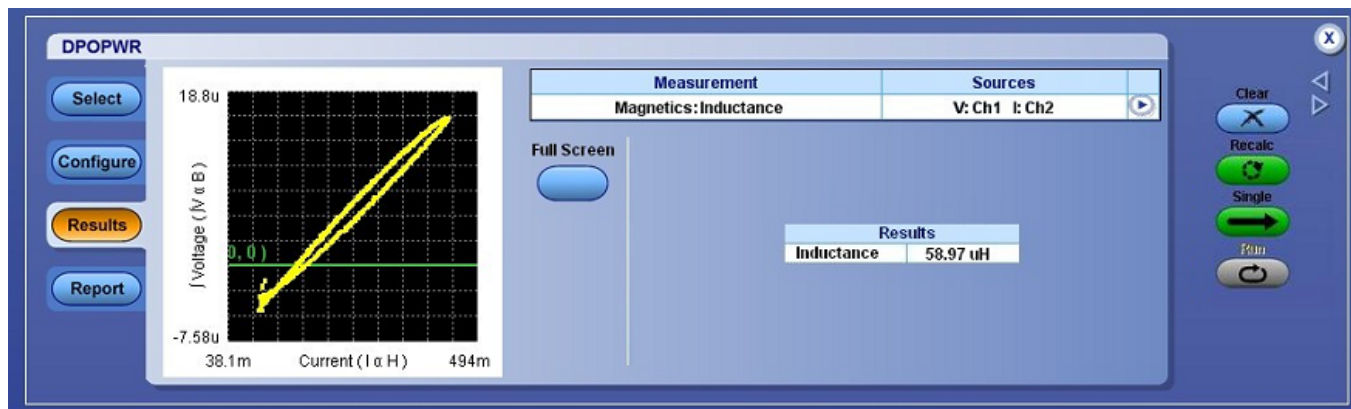 DPOPWR
X
Select
Configure
Results
Report
18.8u
∫Voltage ( ∫V α B )
0, 0 )
-7.58u
38.1m Current ( I α H ) 494m
Measurement Sources
Magnetics:Inductance V: Ch1 I: Ch2
Full Screen
Results
Inductance 58.97 uH
Clear
Recalc
Single
Run